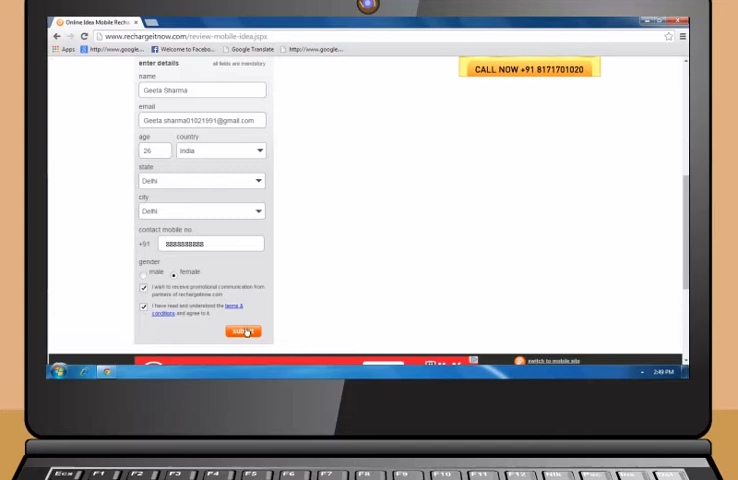 Online Idea Mobile Recha
www.rechargeitnow.com/review-mobile-idea.jspx
Apps http://www.google... Welcome to Facebo... Google Translate http://www.google...
enter details all fields are mandatory
CALL NOW +91 8171701020
name
Geeta Sharma
email
Geeta.sharma01021991@gmail.com
age country
26 India
state
Delhi
city
Delhi
contact mobile no.
+91 8888888888
gender
male female
I wish to receive promotional communication from
partners of rechargeitnow.com
I have read and understood the terms &
conditions and agree to it.
submit
switch to mobile site
2:49 PM
F1 F2 F3 F4 F5 F6 F7 F8 F9 F10 F11 F12